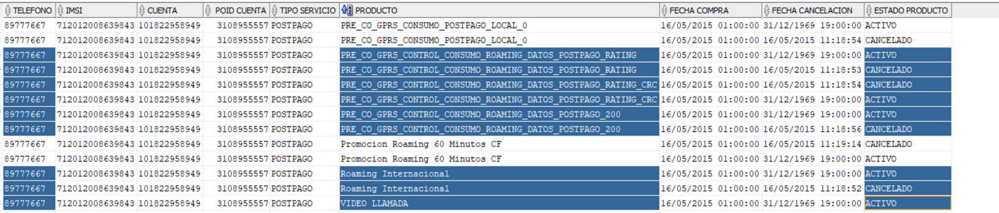 TELEFONO IMSI CUENTA POID CUENTA TIPO SERVICIO PRODUCTO FECHA COMPRA FECHA CANCELACION ESTADO PRODUCTO
89777667 712012008639843 101822958949 3108955557 POSTPAGO PRE_CO_GPRS_CONSUMO_POSTPAGO_LOCAL_0 16/05/2015 01:00:00 31/12/1969 19:00:00 ACTIVO
89777667 712012008639843 101822958949 3108955557 POSTPAGO PRE_CO_GPRS_CONSUMO_POSTPAGO_LOCAL_0 16/05/2015 01:00:00 16/05/2015 11:18:54 CANCELADO
89777667 712012008639843 101822958949 3108955557 POSTPAGO PRE_CO_GPRS_CONTROL_CONSUMO_ROAMING_DATOS_POSTPAGO_RATING 16/05/2015 01:00:00 31/12/1969 19:00:00 ACTIVO
89777667 712012008639843 101822958949 3108955557 POSTPAGO PRE_CO_GPRS_CONTROL_CONSUMO_ROAMING_DATOS_POSTPAGO_RATING 16/05/2015 01:00:00 16/05/2015 11:18:53 CANCELADO
89777667 712012008639843 101822958949 3108955557 POSTPAGO PRE_CO_GPRS_CONTROL_CONSUMO_ROAMING_DATOS_POSTPAGO_RATING_CRC 16/05/2015 01:00:00 16/05/2015 11:18:54 CANCELADO
89777667 712012008639843 101822958949 3108955557 POSTPAGO PRE_CO_GPRS_CONTROL_CONSUMO_ROAMING_DATOS_POSTPAGO_RATING_CRC 16/05/2015 01:00:00 31/12/1969 19:00:00 ACTIVO
89777667 712012008639843 101822958949 3108955557 POSTPAGO PRE_CO_GPRS_CONTROL_CONSUMO_ROAMING_DATOS_POSTPAGO_200 16/05/2015 01:00:00 31/12/1969 19:00:00 ACTIVO
89777667 712012008639843 101822958949 3108955557 POSTPAGO PRE_CO_GPRS_CONTROL_CONSUMO_ROAMING_DATOS_POSTPAGO_200 16/05/2015 01:00:00 16/05/2015 11:18:56 CANCELADO
89777667 712012008639843 101822958949 3108955557 POSTPAGO Promocion Roaming 60 Minutos CF 16/05/2015 01:00:00 16/05/2015 11:19:14 CANCELADO
89777667 712012008639843 101822958949 3108955557 POSTPAGO Promocion Roaming 60 Minutos CF 16/05/2015 01:00:00 31/12/1969 19:00:00 ACTIVO
89777667 712012008639843 101822958949 3108955557 POSTPAGO Roaming Internacional 16/05/2015 01:00:00 31/12/1969 19:00:00 ACTIVO
89777667 712012008639843 101822958949 3108955557 POSTPAGO Roaming Internacional 16/05/2015 01:00:00 16/05/2015 11:18:52 CANCELADO
89777667 712012008639843 101822958949 3108955557 POSTPAGO VIDEO LLAMADA 16/05/2015 01:00:00 31/12/1969 19:00:00 ACTIVO